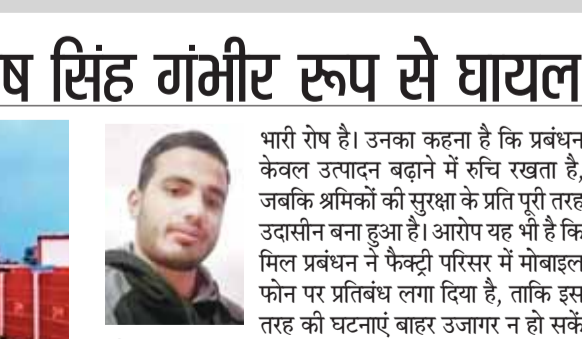 ष सिंह गंभीर रूप से घायल
भारी रोष है। उनका कहना है कि प्रबंधन
केवल उत्पादन बढ़ाने में रुचि रखता है,
जबकि श्रमिकों की सुरक्षा के प्रति पूरी तरह
उदासीन बना हुआ है। आरोप यह भी है कि
मिल प्रबंधन ने फैक्ट्री परिसर में मोबाइल
फोन पर प्रतिबंध लगा दिया है, ताकि इस
तरह की घटनाएं बाहर उजागर न हो सकें